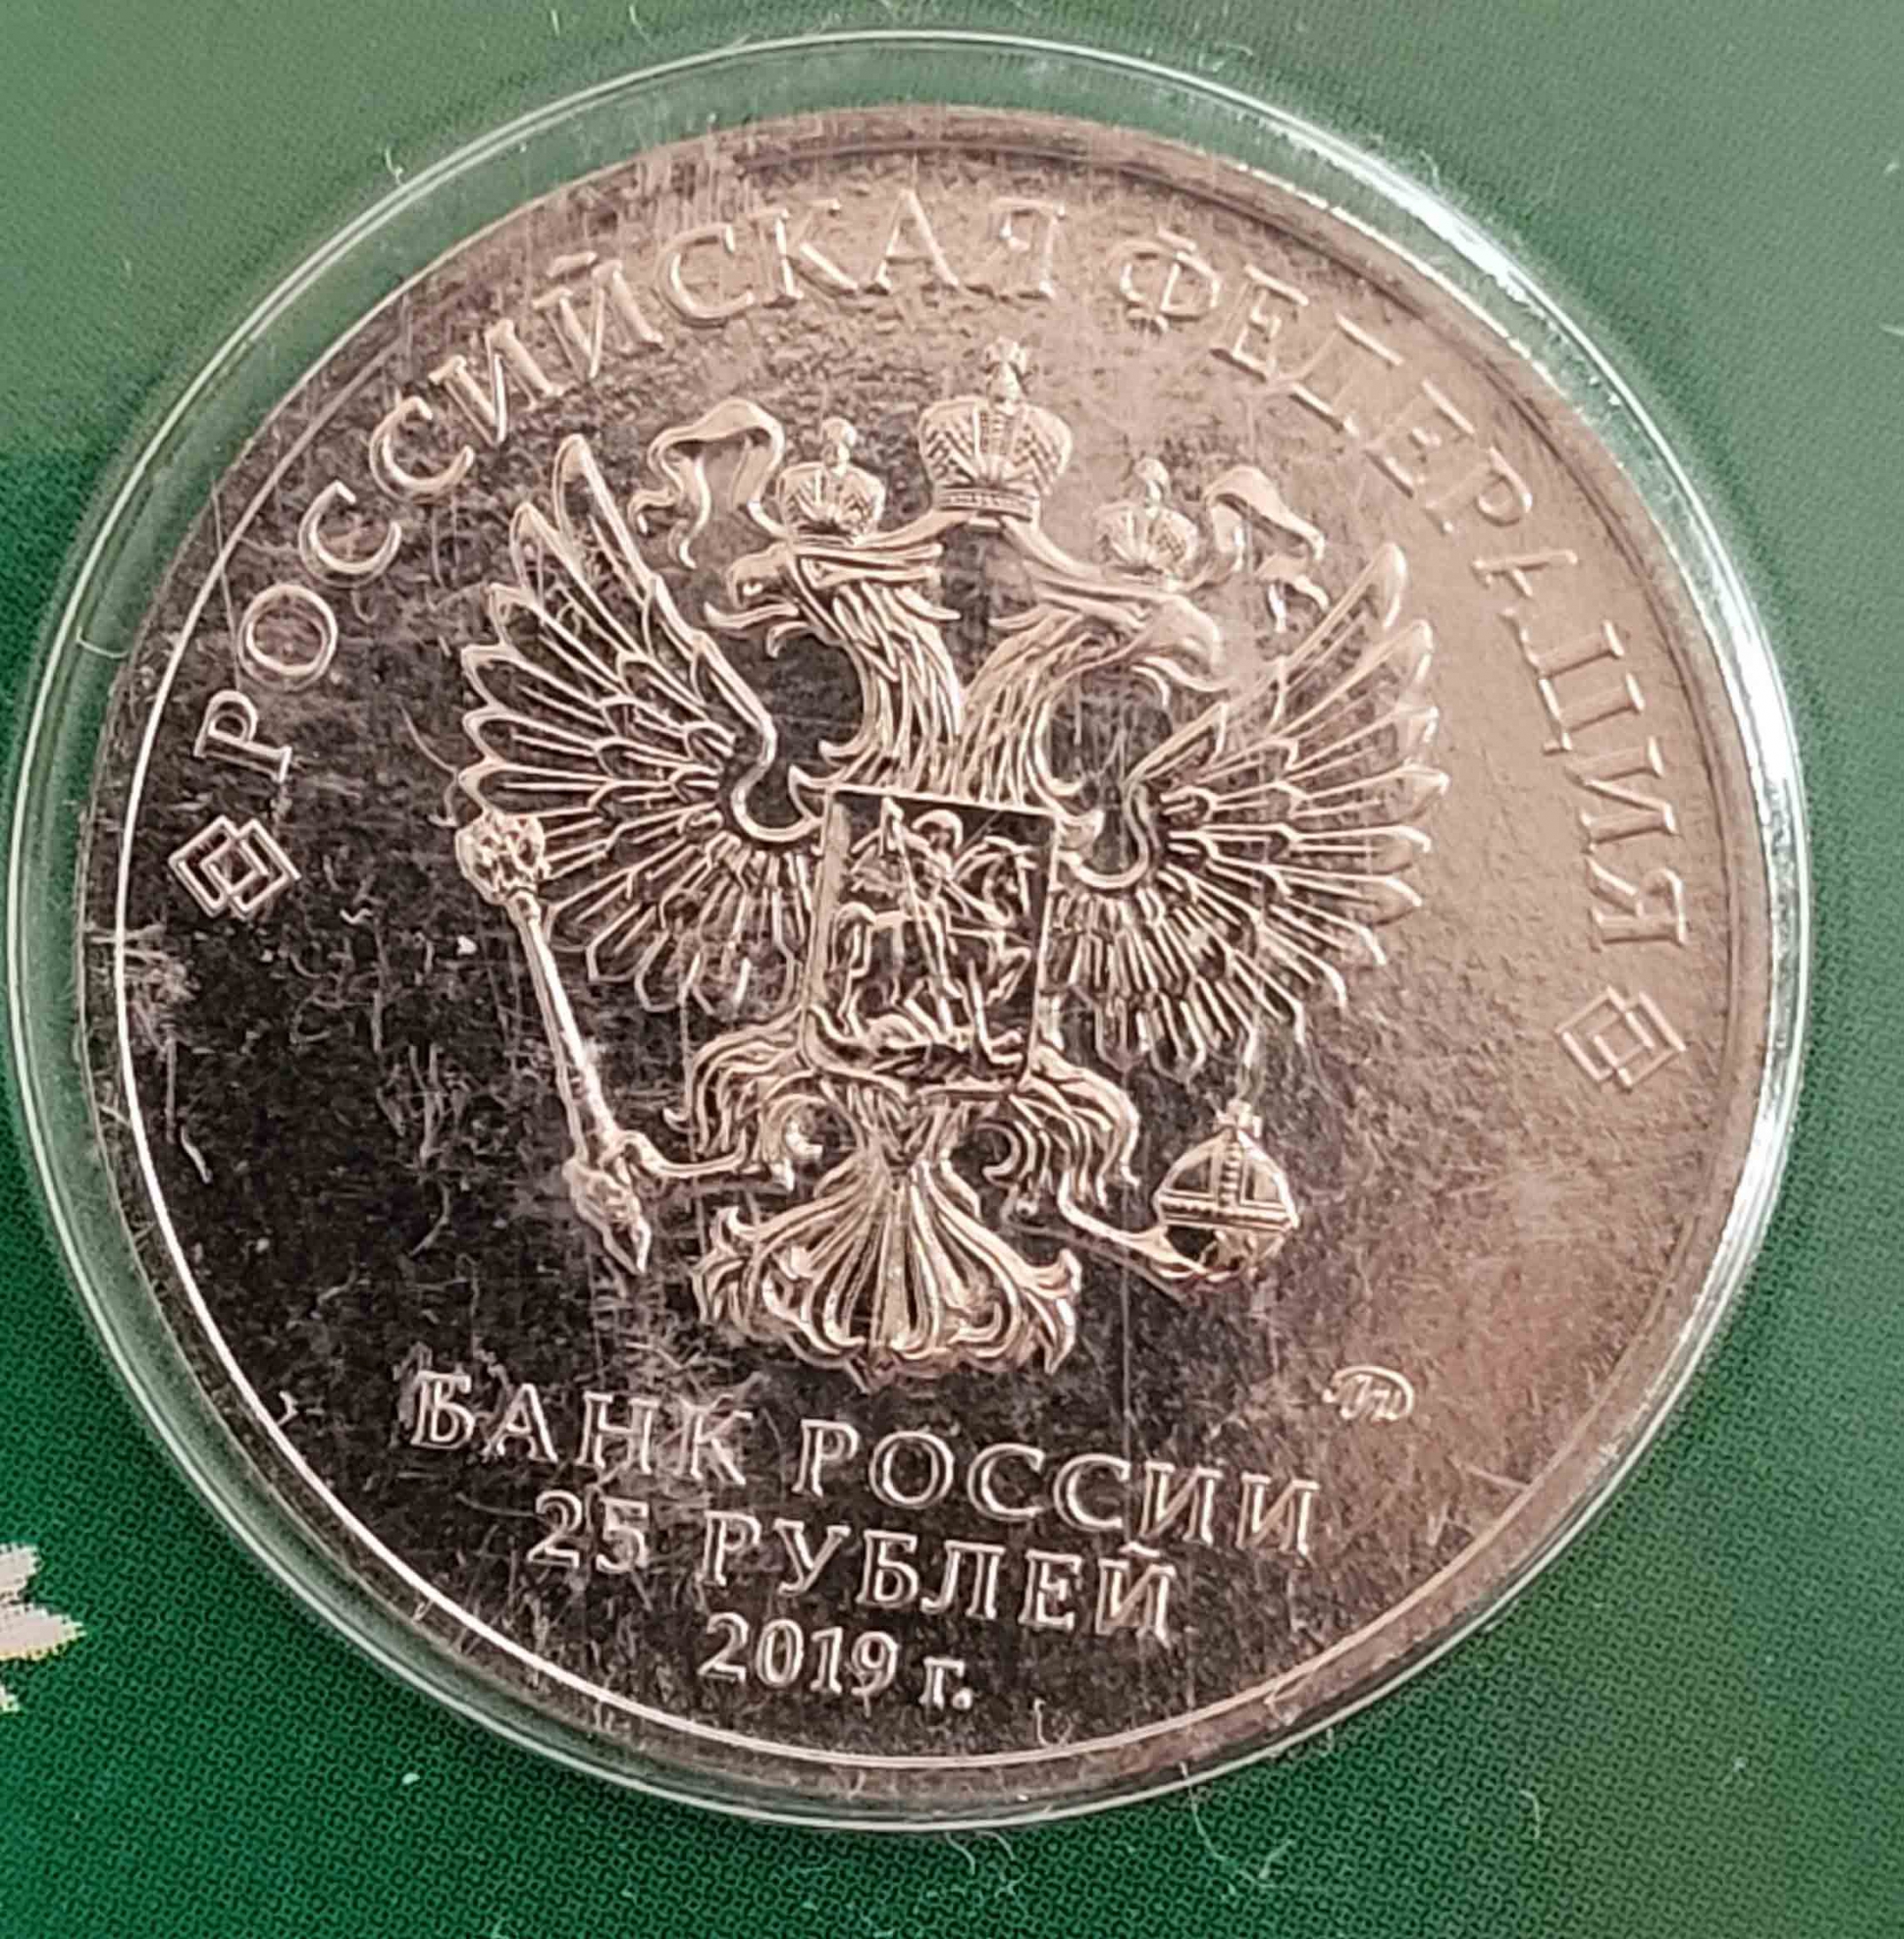 РОССИЙСКАЯ ФЕДЕРАЦИЯ
БАНК РОССИИ
25 РУБЛЕЙ
2019 г.